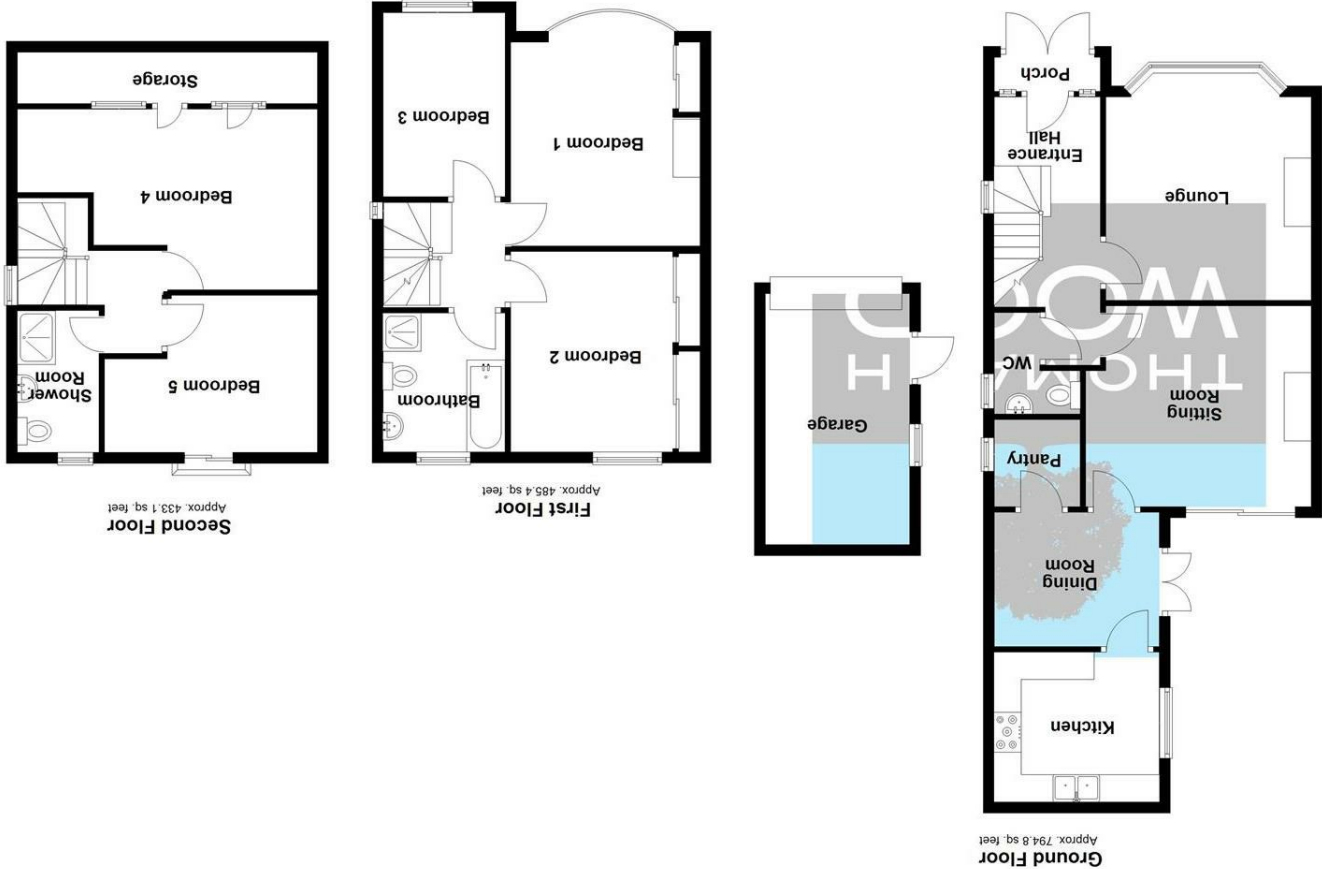 Ground Floor
Approx. 794.8 sq. feet
Kitchen
Dining
Room
Pantry
Sitting
Room
WC
THOMA H
WOOD
Lounge
Entrance
Hall
Porch
Garage
First Floor
Approx. 485.4 sq. feet
Bedroom 2
Bathroom
Bedroom 1
Bedroom 3
Second Floor
Approx. 433.1 sq. feet
Bedroom 5
Shower
Room
Bedroom 4
Storage